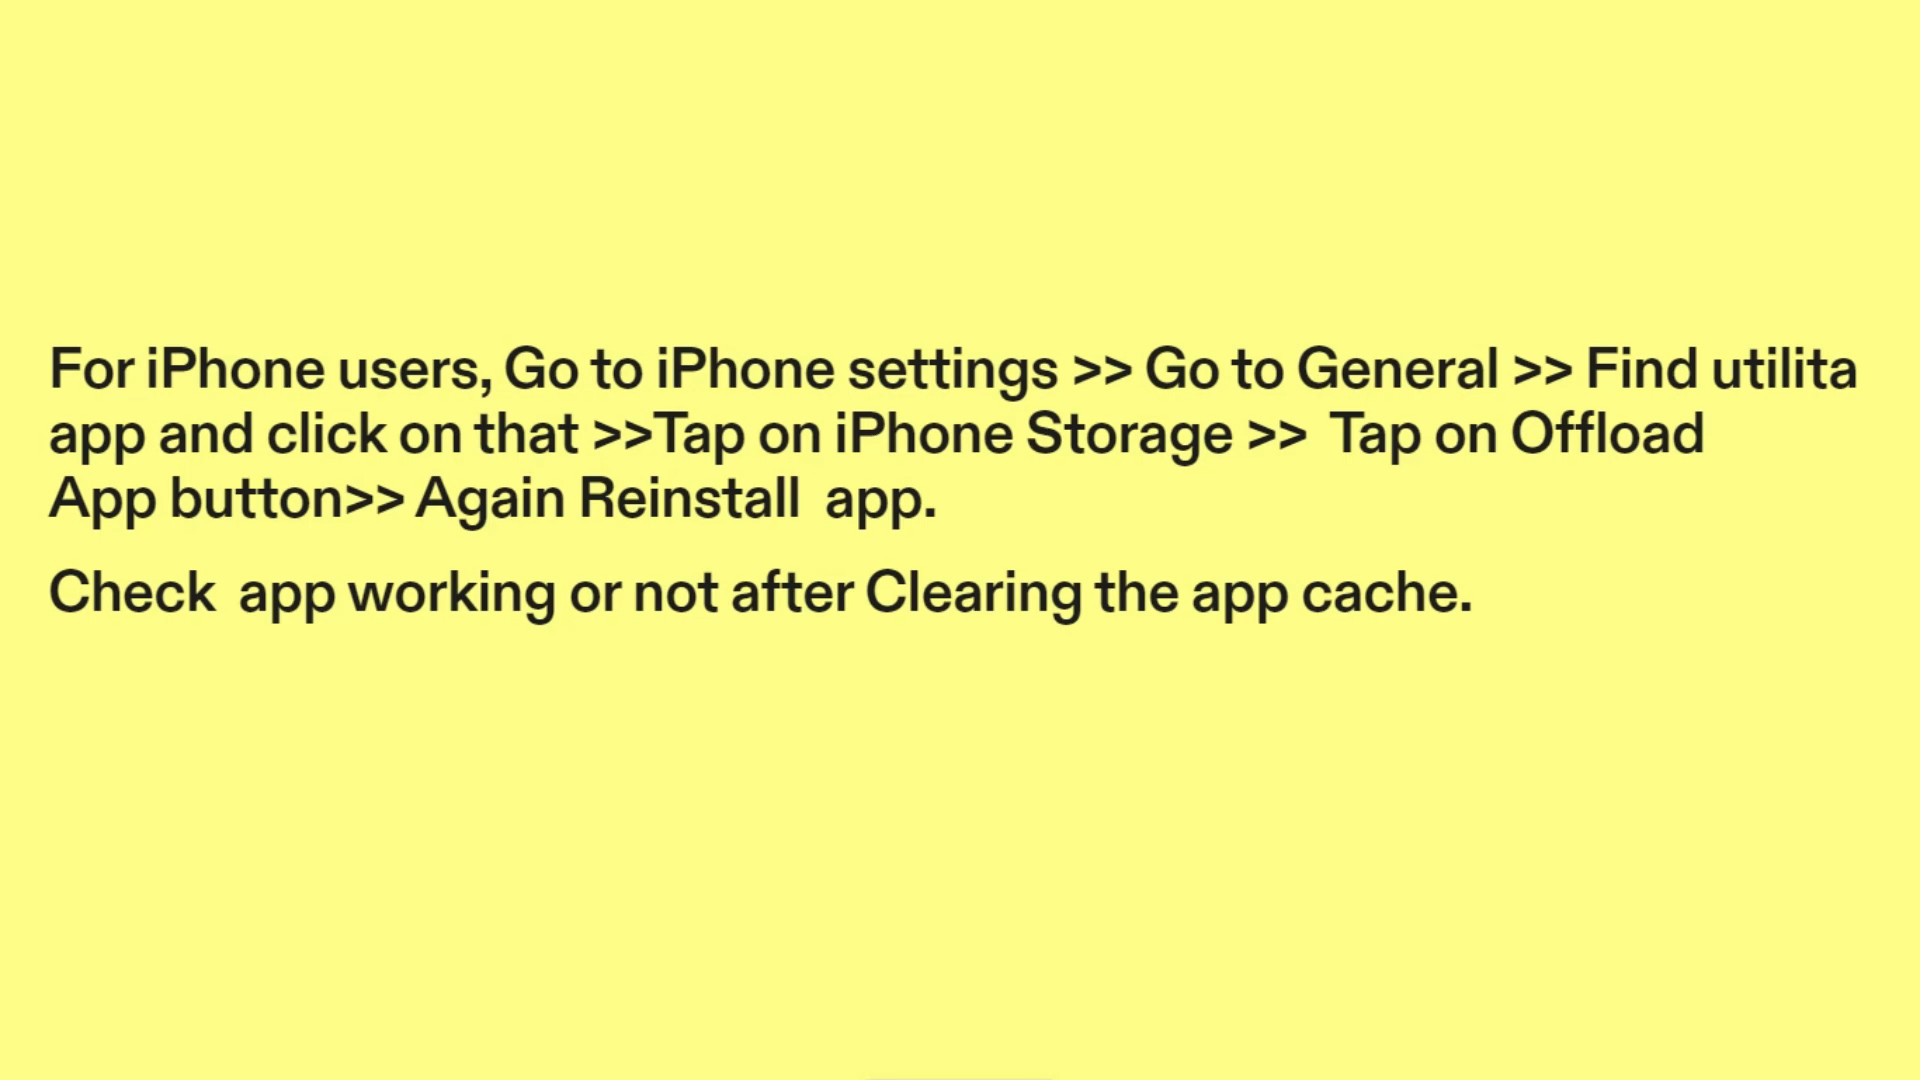 For iPhone users, Go to iPhone settings >> Go to General >> Find utilita
app and click on that >>Tap on iPhone Storage >>  Tap on Offload
App button>> Again Reinstall  app.
Check  app working or not after Clearing the app cache.